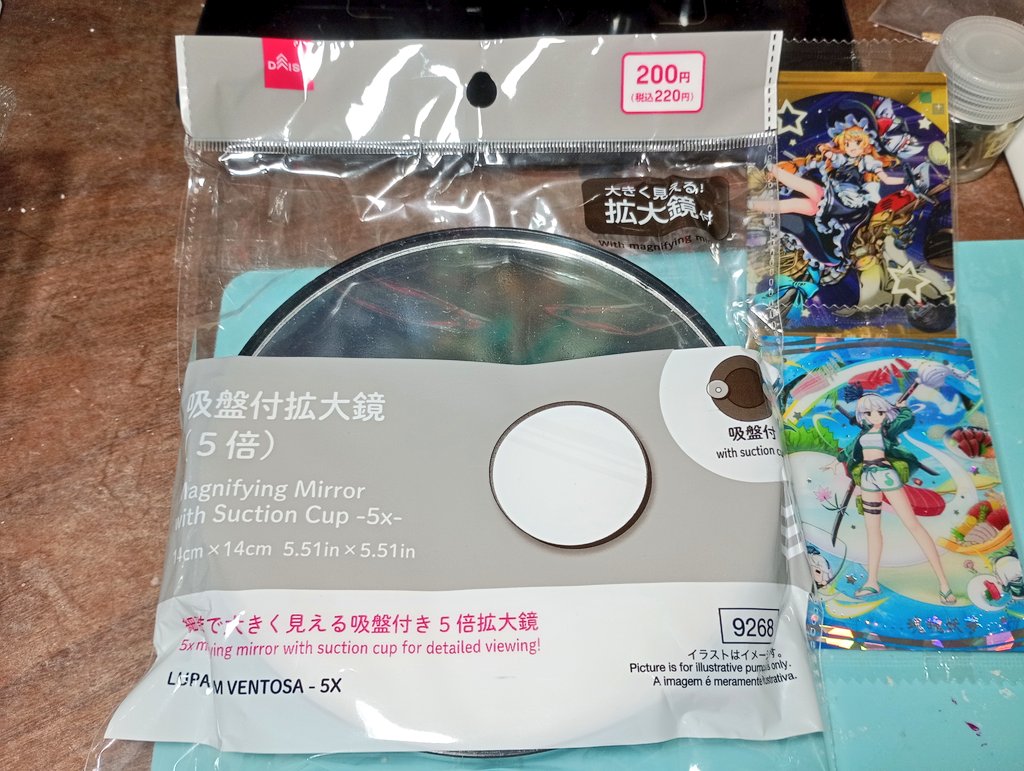 DAISO
200円
(税込220円)
大きく見える!
拡大鏡付
with magnifying
吸盤付拡大鏡
(5倍)
吸盤付
with suction
Magnifying Mirror
with Suction Cup -5x-
14cm×14cm 5.51in×5.51in
で大きく見える吸盤付き5倍拡大鏡
5x mirror with suction cup for detailed viewing!
LUPA M VENTOSA - 5X
9268
イラストはイメージです。
Picture is for illustrative only.
A imagem é meramente ilustrativa.